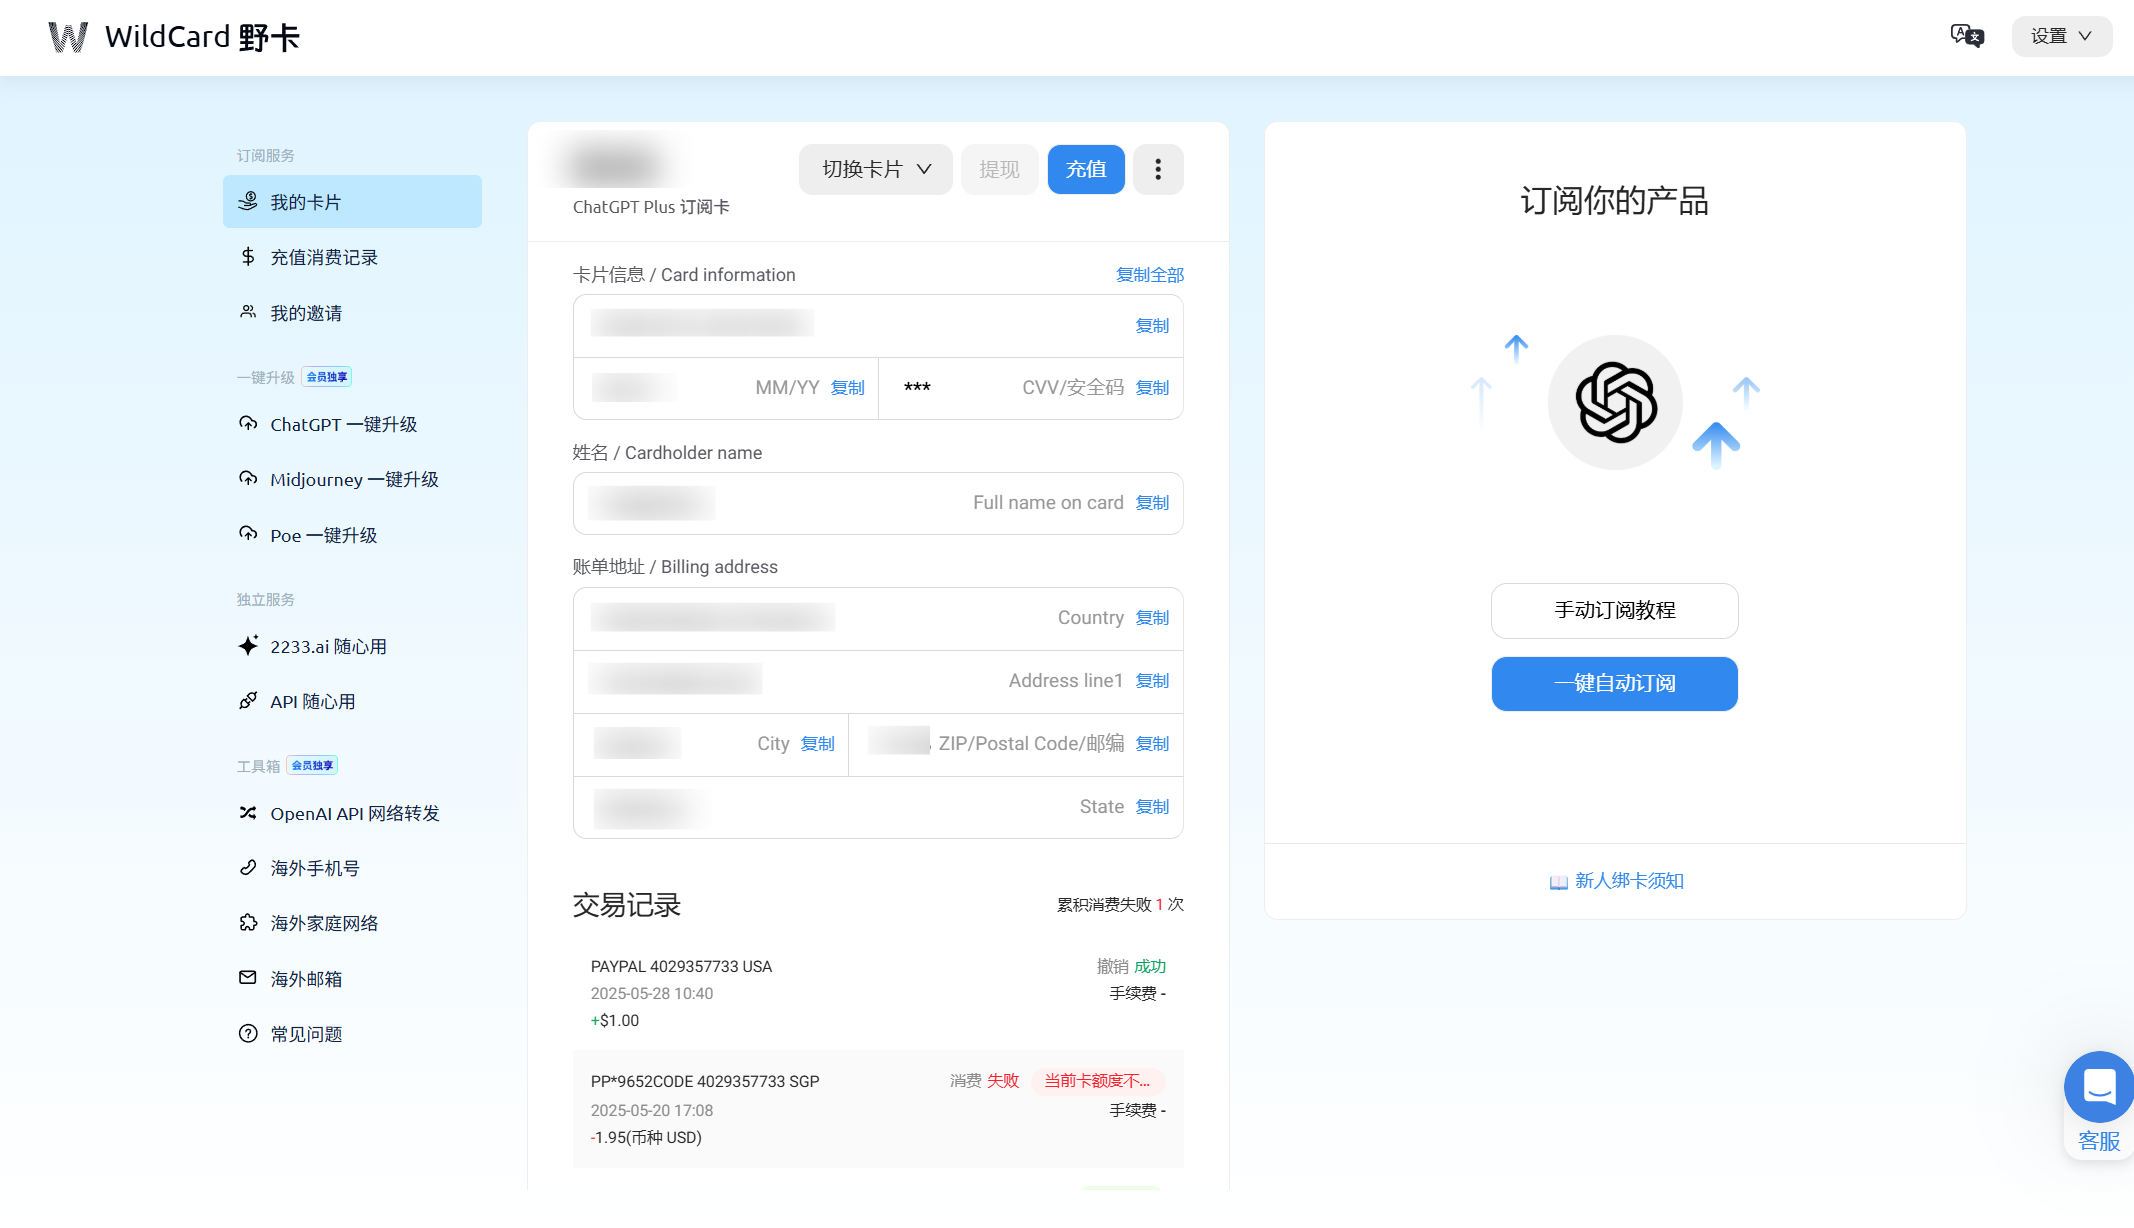 WildCard 野卡
设置
订阅服务
我的卡片
充值消费记录
我的邀请
一键升级 会员独享
ChatGPT 一键升级
Midjourney 一键升级
Poe 一键升级
独立服务
2233.ai 随心用
API 随心用
工具箱 会员独享
OpenAI API 网络转发
海外手机号
海外家庭网络
海外邮箱
常见问题
切换卡片 提现 充值
ChatGPT Plus 订阅卡
卡片信息 / Card information 复制全部
复制
MM/YY 复制 *** CVV/安全码 复制
姓名 / Cardholder name
Full name on card 复制
账单地址 / Billing address
Country 复制
Address line1 复制
City 复制 ZIP/Postal Code/邮编 复制
State 复制
交易记录 累积消费失败 1 次
PAYPAL 4029357733 USA 撤销 成功
2025-05-28 10:40 手续费 -
+$1.00
PP*9652CODE 4029357733 SGP 消费 失败 当前卡额度不...
2025-05-20 17:08 手续费 -
-1.95(币种 USD)
订阅你的产品
手动订阅教程
一键自动订阅
新人绑卡须知
客服